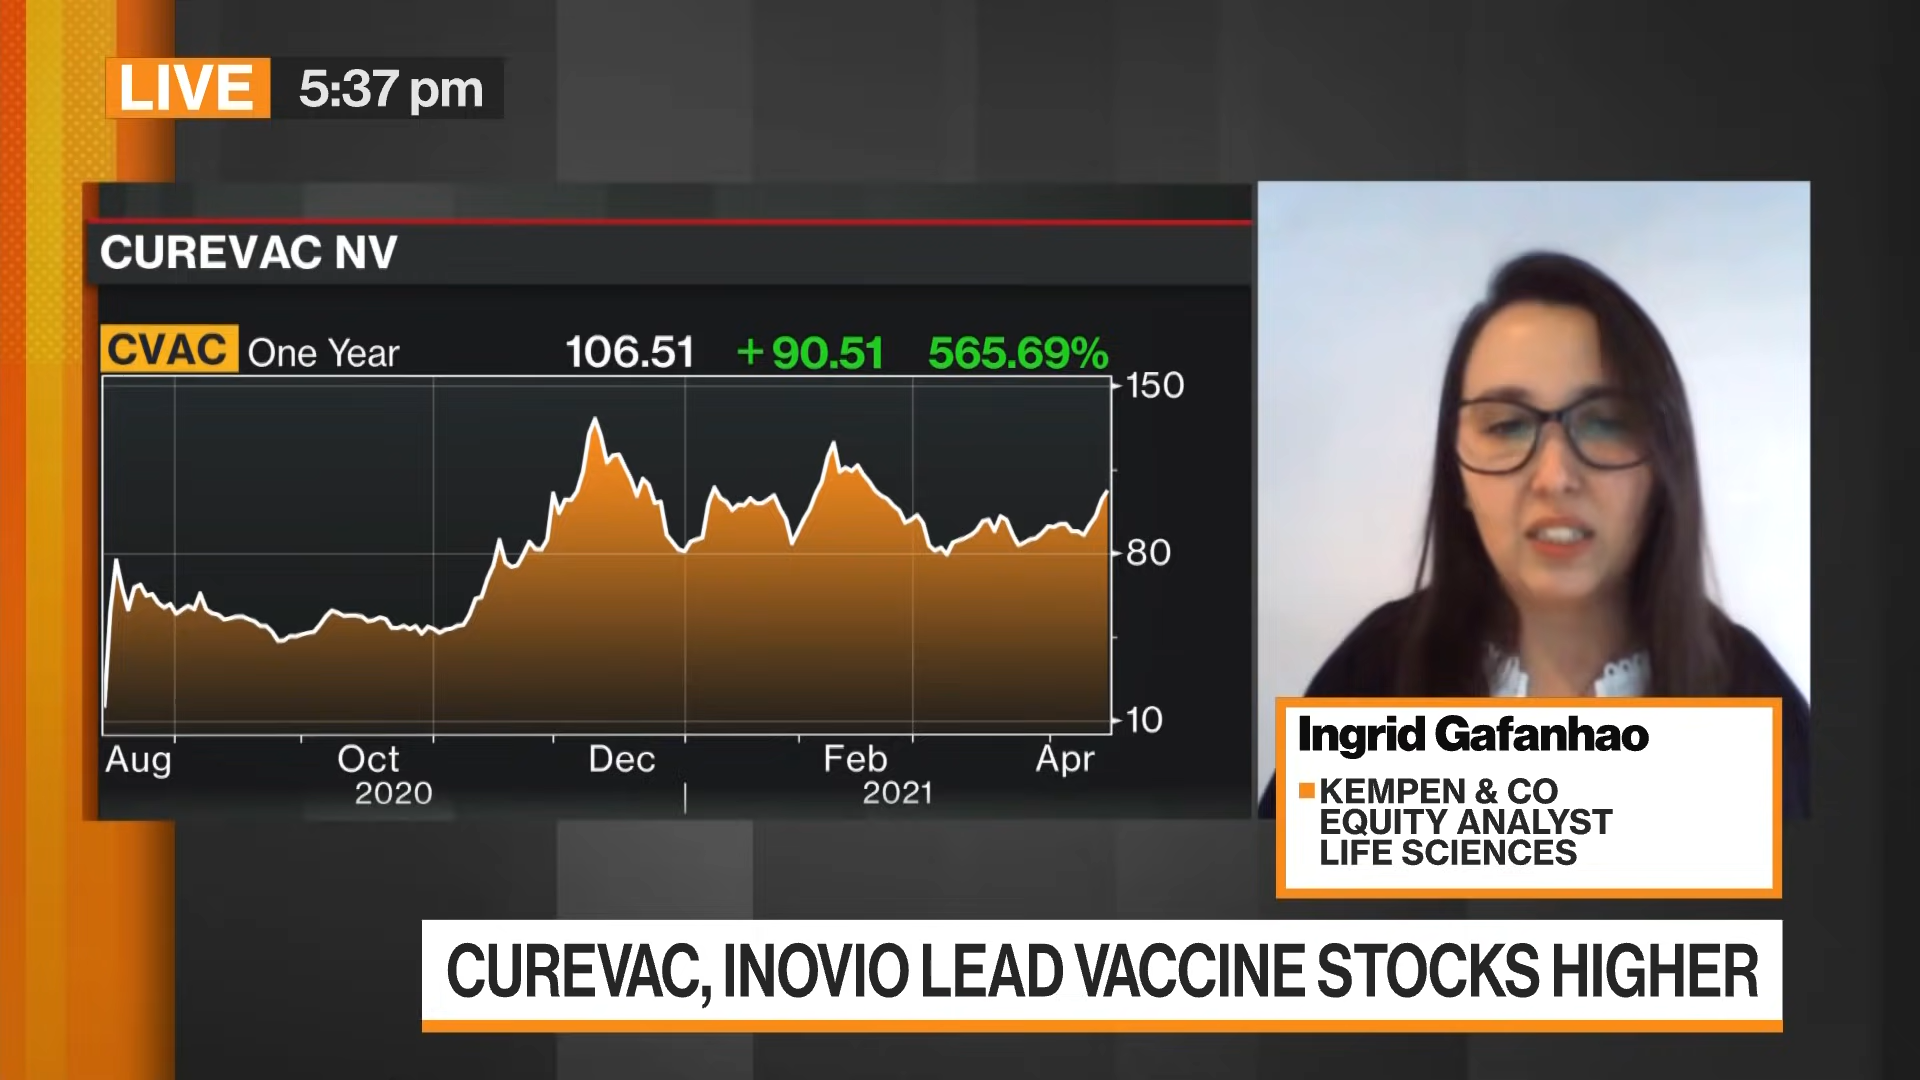 LIVE 5:37 pm
CUREVAC NV
CVAC One Year 106.51 +90.51 565.69%
150
80
10
Aug Oct Dec Feb Apr
2020 | 2021
Ingrid Gafanhao
KEMPEN & CO
EQUITY ANALYST
LIFE SCIENCES
CUREVAC, INOVIO LEAD VACCINE STOCKS HIGHER